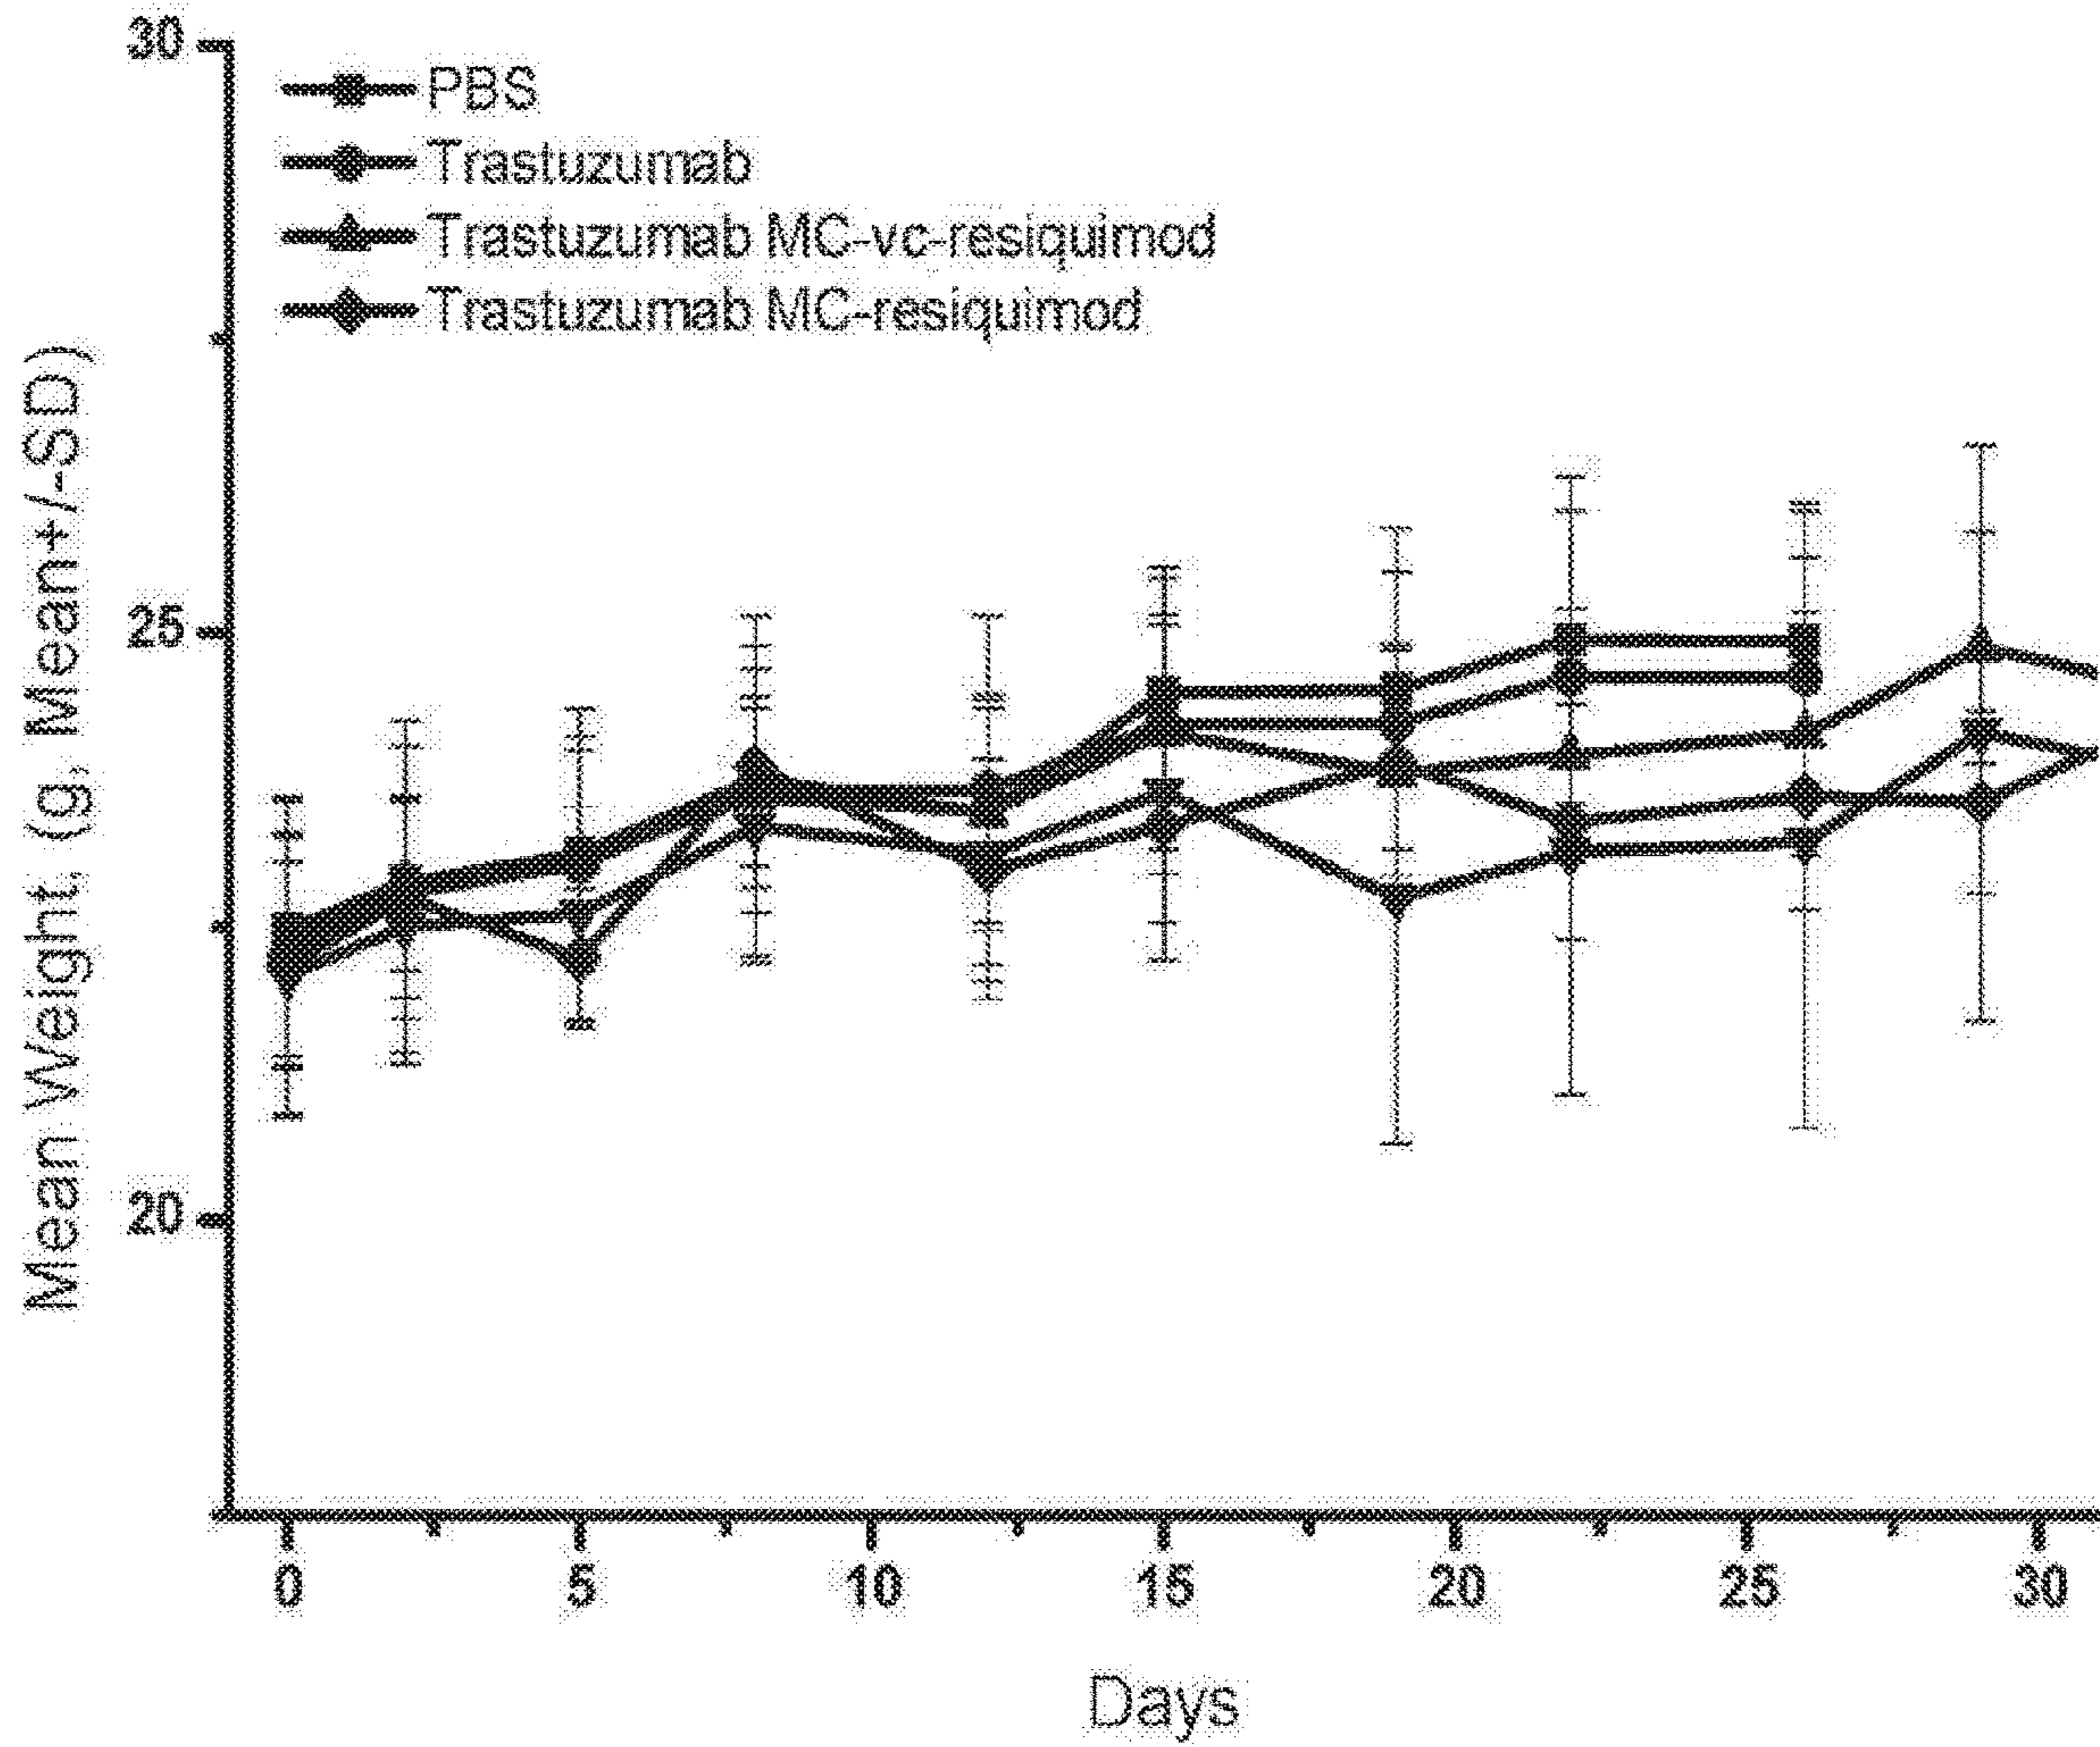 30
PBS
Trastuzumab
Trastuzumab MC-vc-resiquimod
Trastuzumab MC-resiquimod
Mean Weight, (g, Mean+/-SD)
25
20
0 5 10 15 20 25 30
Days